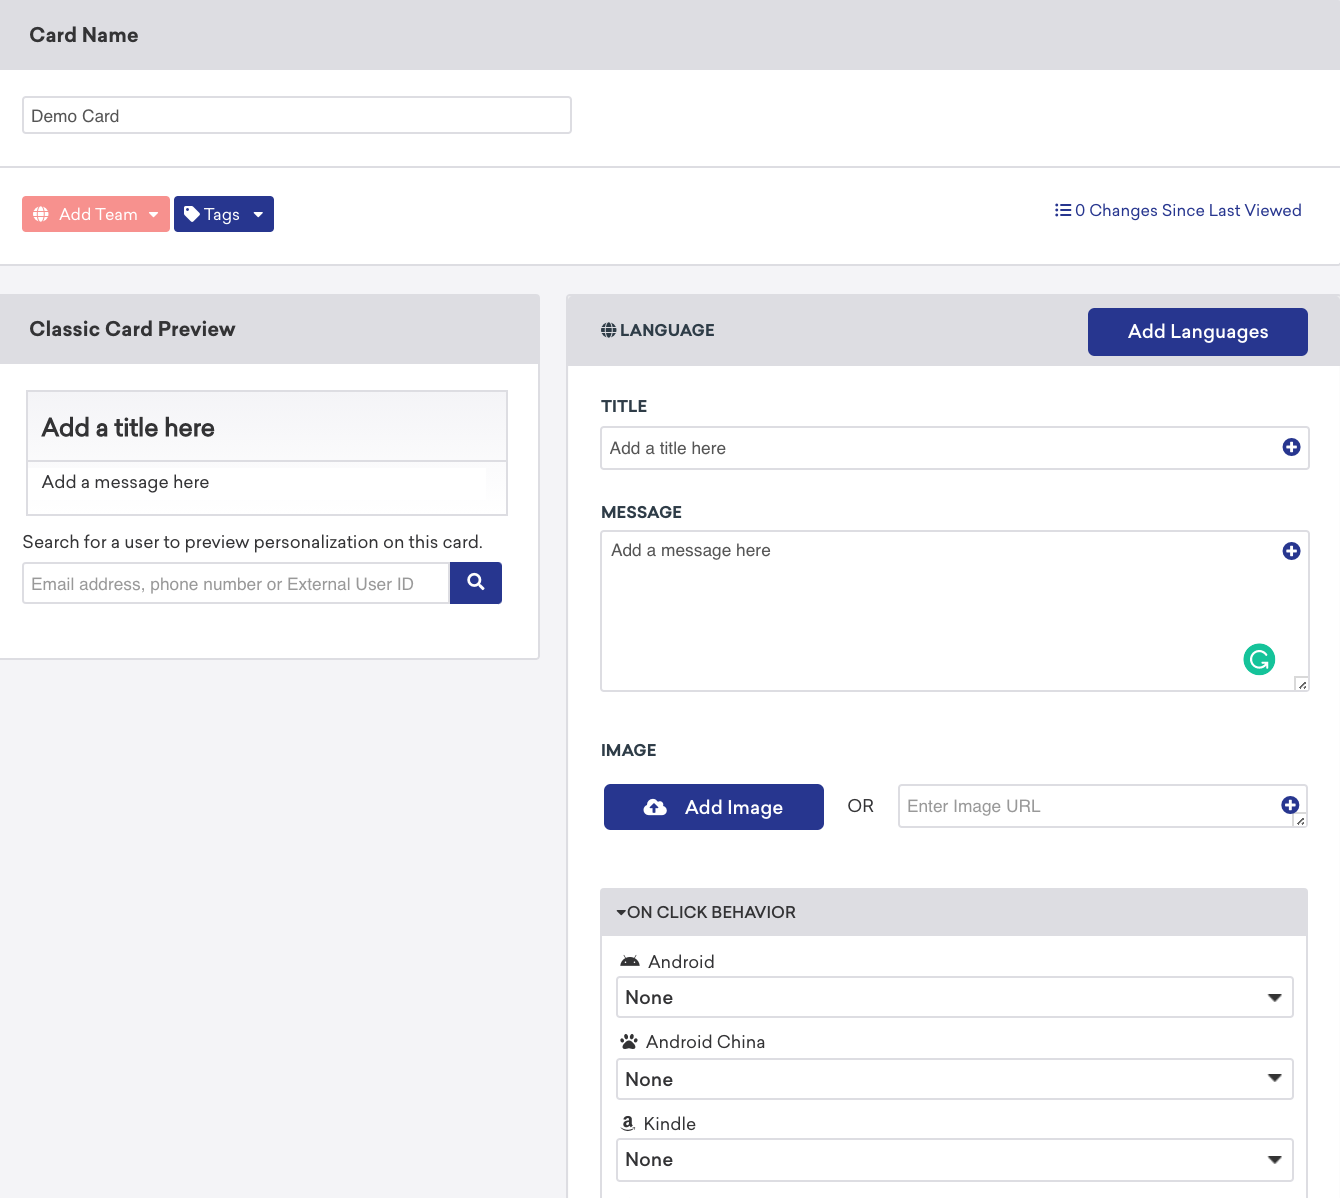 Card Name
Demo Card
Add Team
Tags
0 Changes Since Last Viewed
Classic Card Preview
Add a title here
Add a message here
Search for a user to preview personalization on this card.
Email address, phone number or External User ID
LANGUAGE
Add Languages
TITLE
Add a title here
MESSAGE
Add a message here
IMAGE
Add Image
OR
Enter Image URL
ON CLICK BEHAVIOR
Android
None
Android China
None
Kindle
None